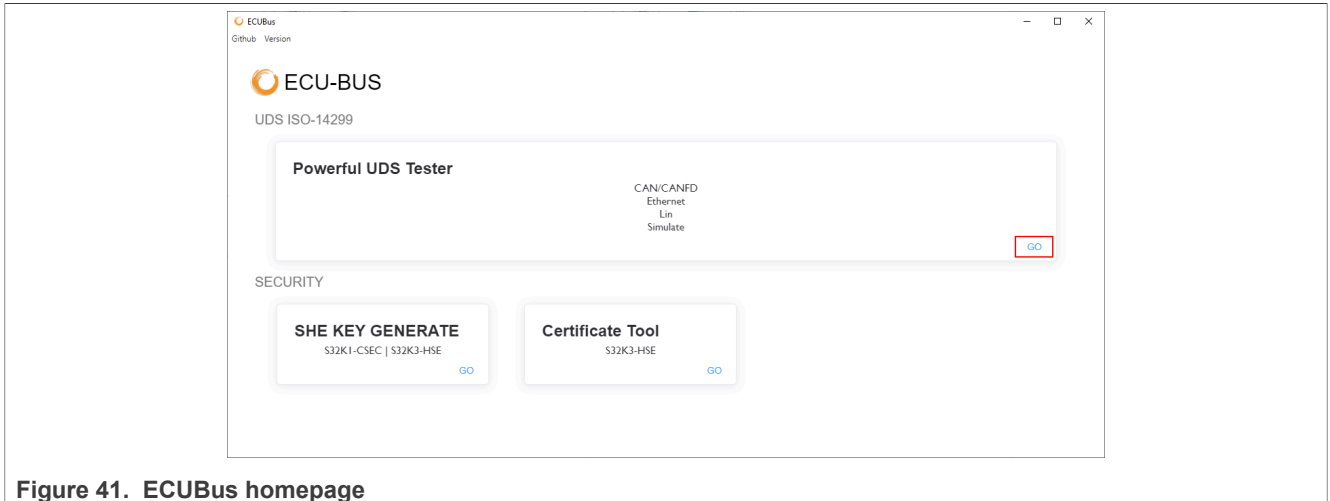 ECUBus
Github Version
ECU-BUS
UDS ISO-14299
Powerful UDS Tester
CAN/CANFD
Ethernet
Lin
Simulate
GO
SECURITY
SHE KEY GENERATE
S32K1-CSEC | S32K3-HSE
GO
Certificate Tool
S32K3-HSE
GO
Figure 41. ECUBus homepage